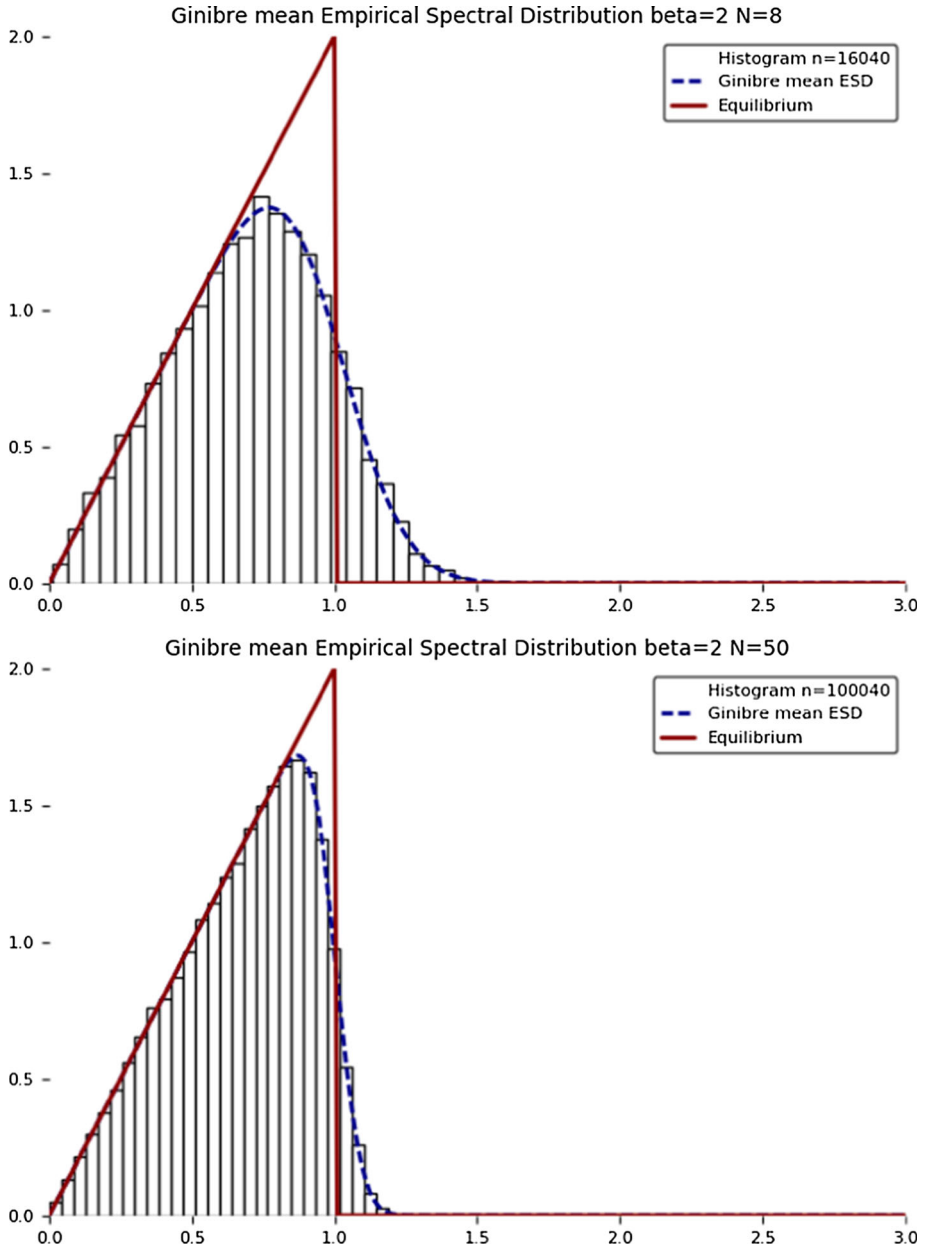 Ginibre mean Empirical Spectral Distribution beta=2 N=8
2.0
1.5
1.0
0.5
0.0
Histogram n=16040
Ginibre mean ESD
Equilibrium
0.0 0.5 1.0 1.5 2.0 2.5 3.0
Ginibre mean Empirical Spectral Distribution beta=2 N=50
2.0
1.5
1.0
0.5
0.0
Histogram n=100040
Ginibre mean ESD
Equilibrium
0.0 0.5 1.0 1.5 2.0 2.5 3.0